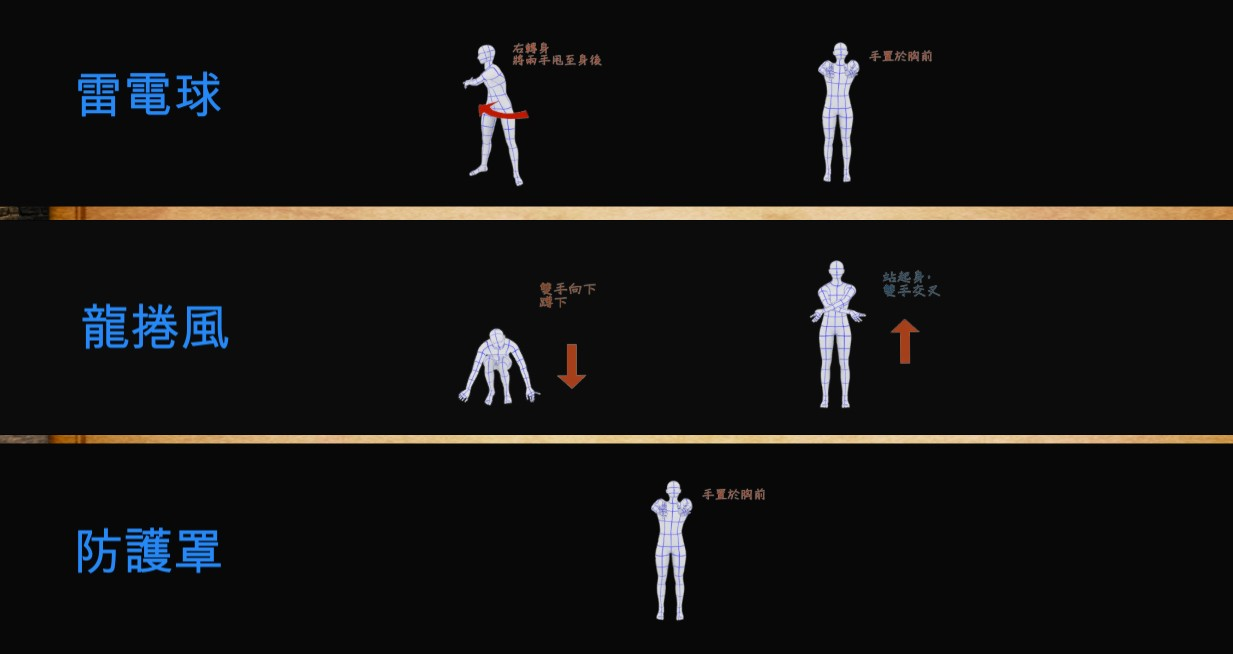 雷電球
右轉身
將兩手甩至身後
手置於胸前
龍捲風
雙手向下
蹲下
站起身，
雙手交叉
防護罩
手置於胸前